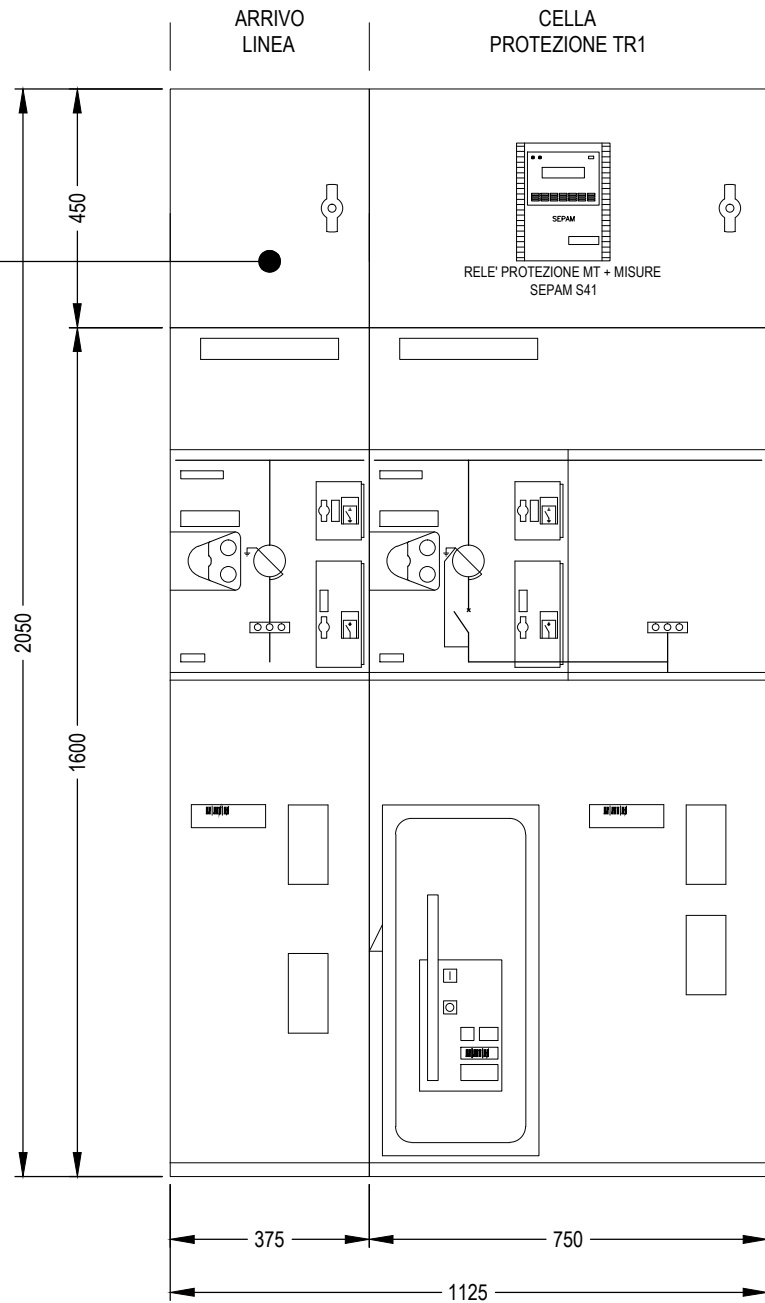 ARRIVO
LINEA
CELLA
PROTEZIONE TR1
450
SEPAM
RELE' PROTEZIONE MT + MISURE
SEPAM S41
2050
1600
375
750
1125